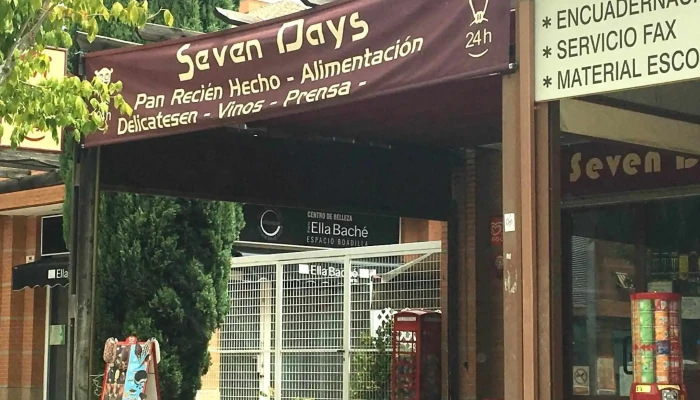 Seven Days
Pan Recién Hecho - Alimentación
Delicatesen - Vinos - Prensa -
24h
* ENCUADERNAC
* SERVICIO FAX
* MATERIAL ESCO
Seven D
CENTRO DE BELLEZA
Ella Baché
ESPACIO BOADILLA
Ella Baché
Ella